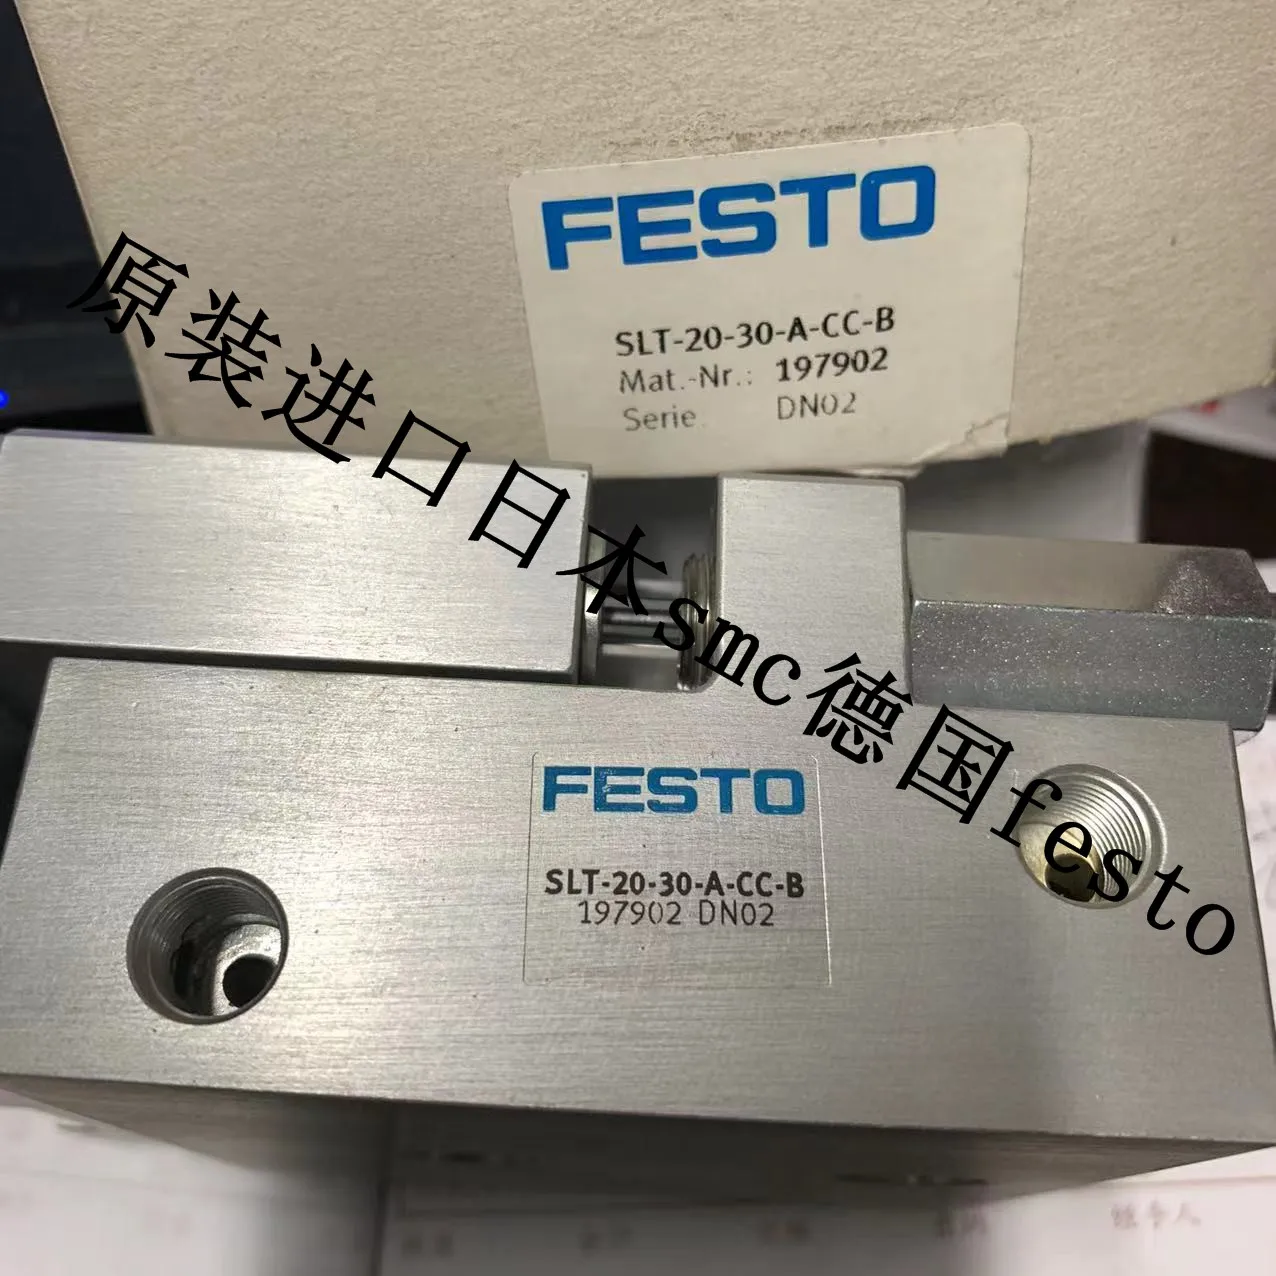 FESTO
SLT-20-30-A-CC-B
Mat.-Nr.: 197902
Serie. DN02
原装进口日本smc德国festo
FESTO
SLT-20-30-A-CC-B
197902 DN02